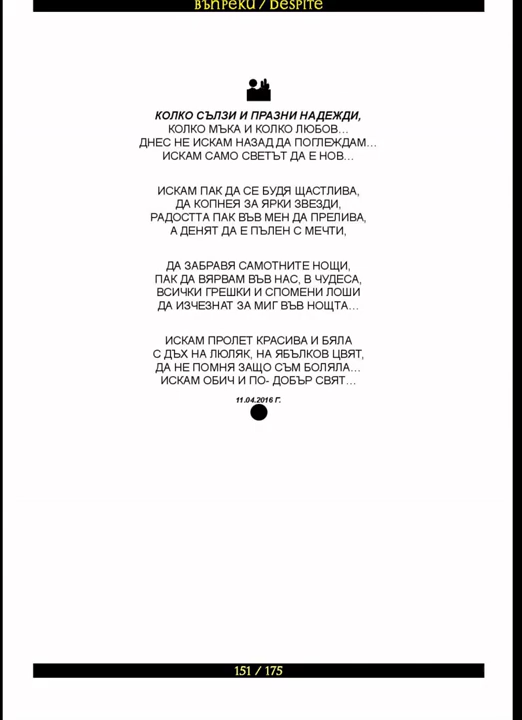 ВЪПРЕКИ / DESPITE
КОЛКО СЪЛЗИ И ПРАЗНИ НАДЕЖДИ,
КОЛКО МЪКА И КОЛКО ЛЮБОВ...
ДНЕС НЕ ИСКАМ НАЗАД ДА ПОГЛЕЖДАМ...
ИСКАМ САМО СВЕТЪТ ДА Е НОВ...
ИСКАМ ПАК ДА СЕ БУДЯ ЩАСТЛИВА,
ДА КОПНЕЯ ЗА ЯРКИ ЗВЕЗДИ,
РАДОСТТА ПАК ВЪВ МЕН ДА ПРЕЛИВА,
А ДЕНЯТ ДА Е ПЪЛЕН С МЕЧТИ,
ДА ЗАБРАВЯ САМОТНИТЕ НОЩИ,
ПАК ДА ВЯРВАМ ВЪВ НАС, В ЧУДЕСА,
ВСИЧКИ ГРЕШКИ И СПОМЕНИ ЛОШИ
ДА ИЗЧЕЗНАТ ЗА МИГ ВЪВ НОЩТА...
ИСКАМ ПРОЛЕТ КРАСИВА И БЯЛА
С ДЪХ НА ЛЮЛЯК, НА ЯБЪЛКОВ ЦВЯТ,
ДА НЕ ПОМНЯ ЗАЩО СЪМ БОЛЯЛА...
ИСКАМ ОБИЧ И ПО- ДОБЪР СВЯТ...
11.04.2016 Г.
151 / 175